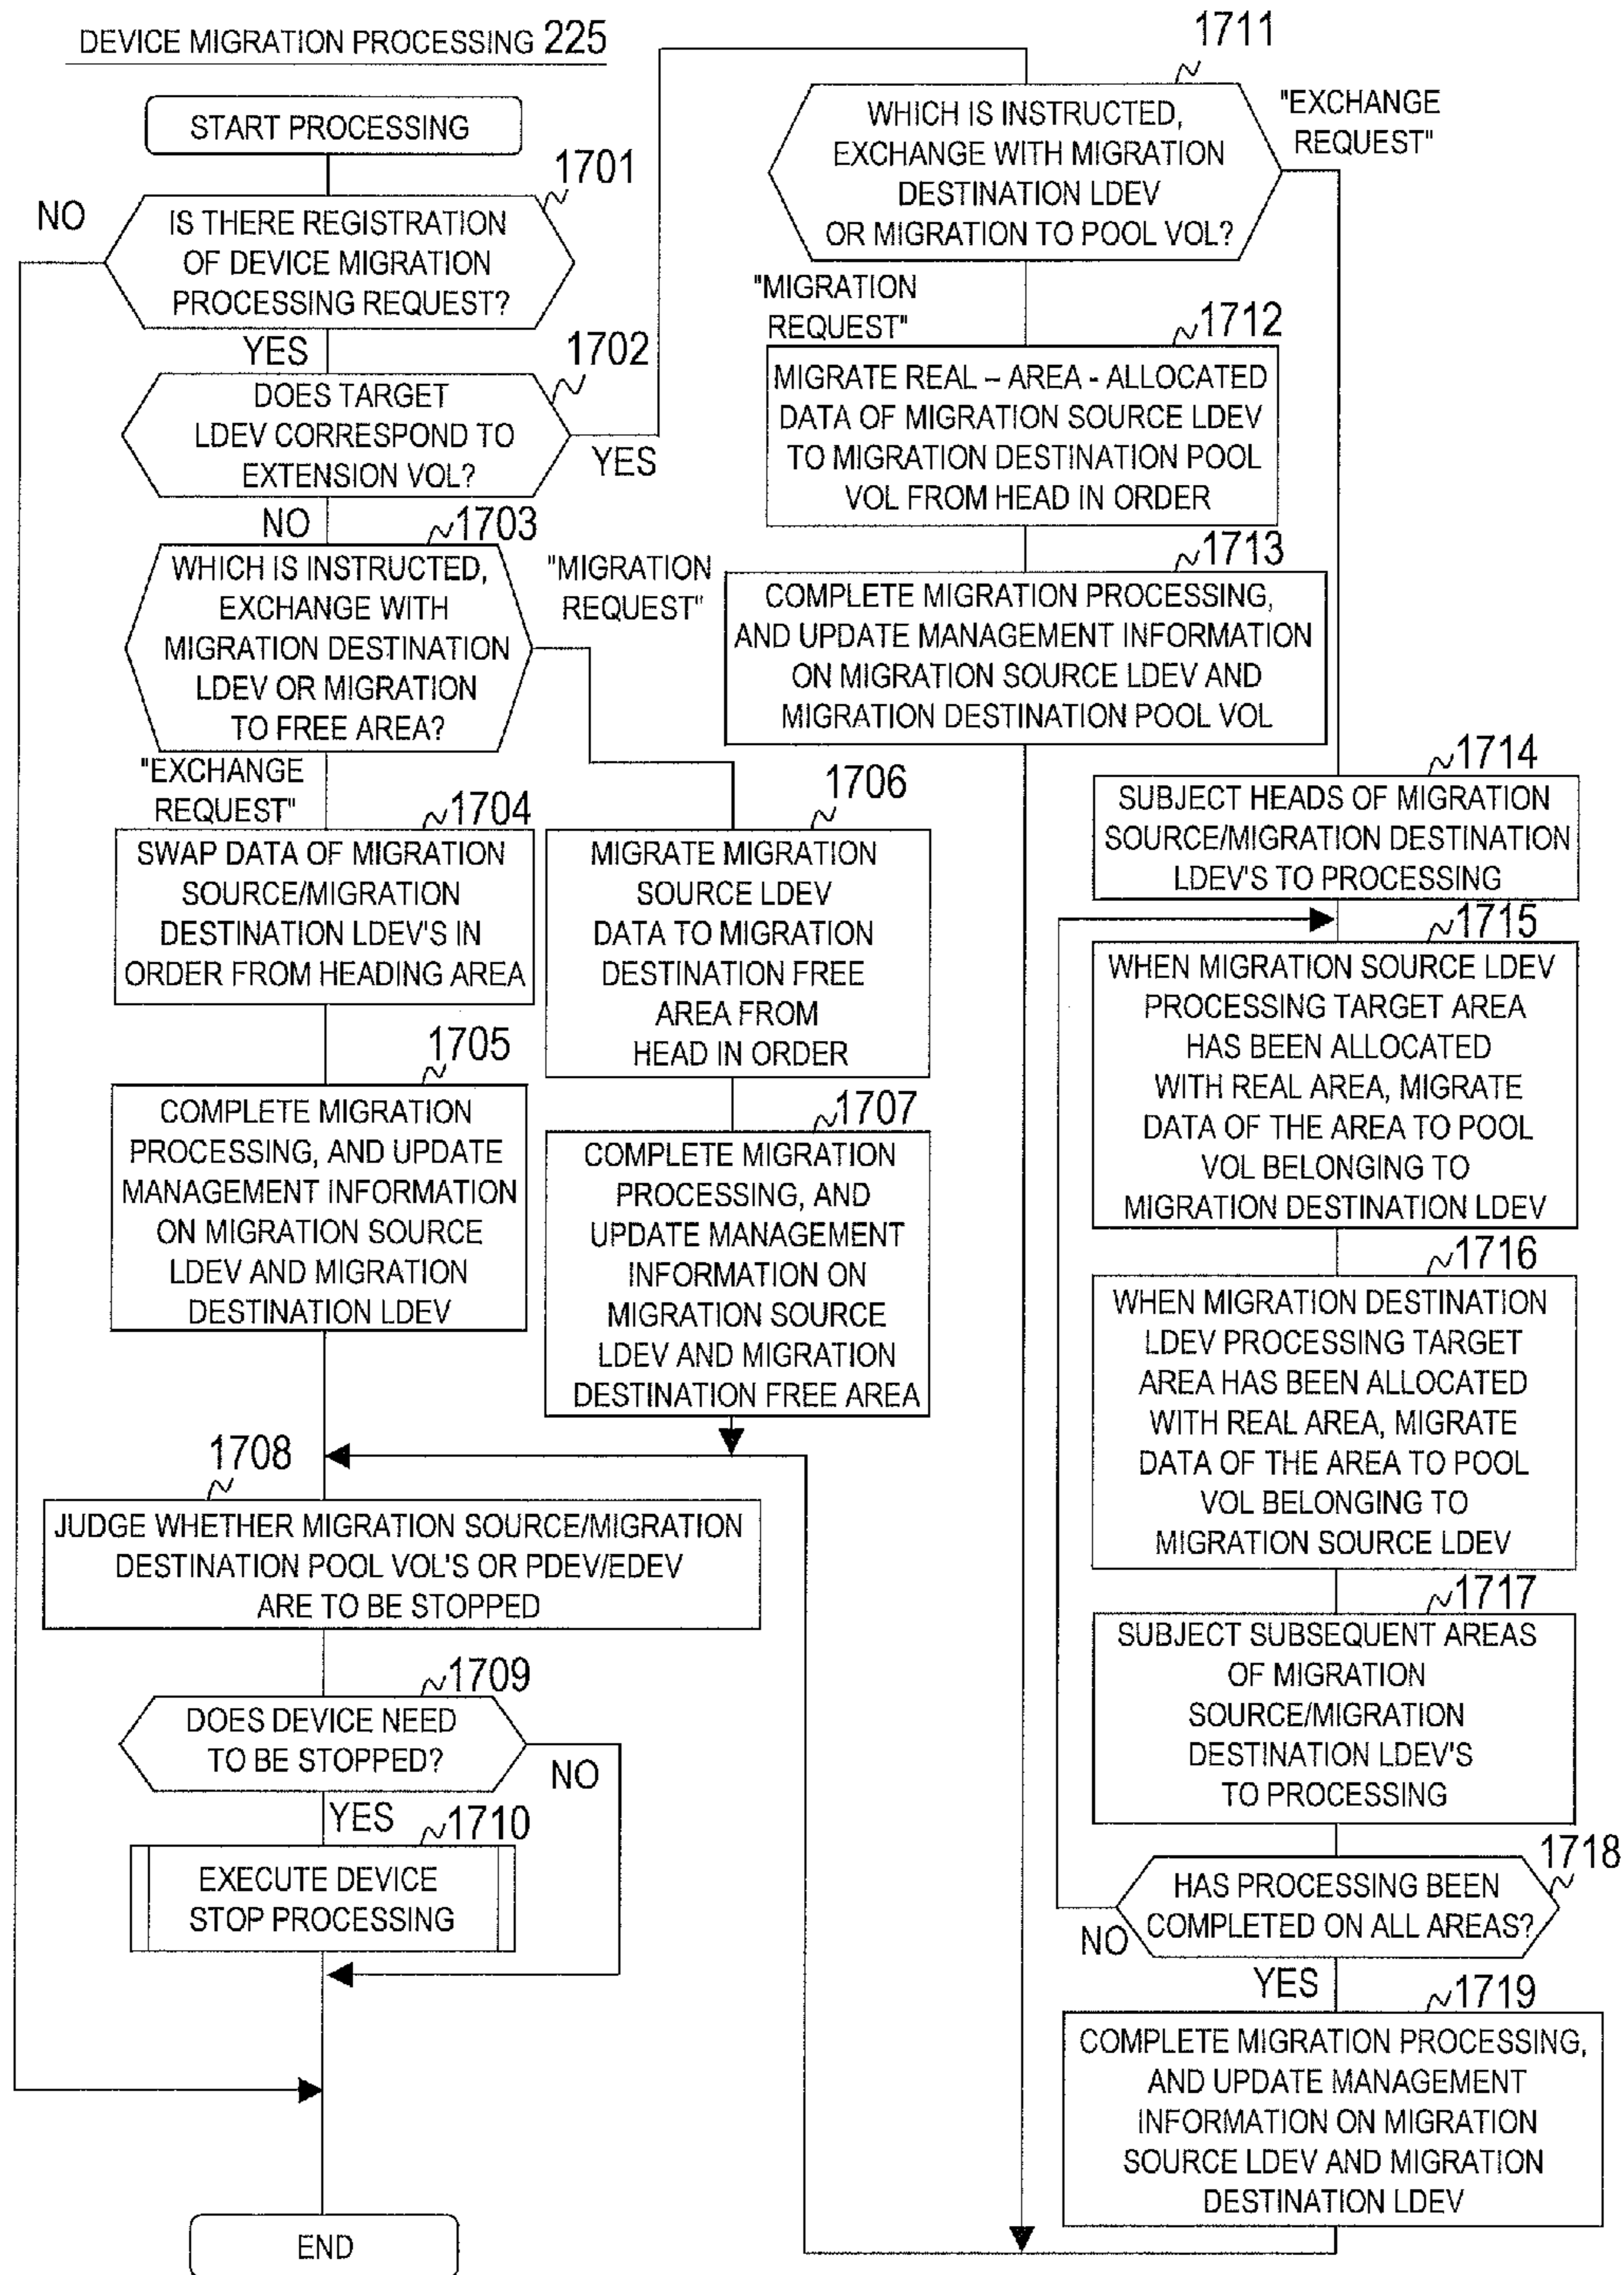 DEVICE MIGRATION PROCESSING 225
START PROCESSING
1701
IS THERE REGISTRATION
OF DEVICE MIGRATION
PROCESSING REQUEST?
NO
YES
1702
DOES TARGET
LDEV CORRESPOND TO
EXTENSION VOL?
YES
NO
1703
WHICH IS INSTRUCTED,
EXCHANGE WITH
MIGRATION DESTINATION
LDEV OR MIGRATION
TO FREE AREA?
"MIGRATION
REQUEST"
"EXCHANGE
REQUEST"
1704
SWAP DATA OF MIGRATION
SOURCE/MIGRATION
DESTINATION LDEV'S IN
ORDER FROM HEADING AREA
1705
COMPLETE MIGRATION
PROCESSING, AND UPDATE
MANAGEMENT INFORMATION
ON MIGRATION SOURCE
LDEV AND MIGRATION
DESTINATION LDEV
1706
MIGRATE MIGRATION
SOURCE LDEV
DATA TO MIGRATION
DESTINATION FREE
AREA FROM
HEAD IN ORDER
1707
COMPLETE MIGRATION
PROCESSING, AND
UPDATE MANAGEMENT
INFORMATION ON
MIGRATION SOURCE
LDEV AND MIGRATION
DESTINATION FREE AREA
1708
JUDGE WHETHER MIGRATION SOURCE/MIGRATION
DESTINATION POOL VOL'S OR PDEV/EDEV
ARE TO BE STOPPED
1709
DOES DEVICE NEED
TO BE STOPPED?
NO
YES
1710
EXECUTE DEVICE
STOP PROCESSING
END
1711
WHICH IS INSTRUCTED,
EXCHANGE WITH MIGRATION
DESTINATION LDEV
OR MIGRATION TO POOL VOL?
"EXCHANGE
REQUEST"
"MIGRATION
REQUEST"
1712
MIGRATE REAL – AREA - ALLOCATED
DATA OF MIGRATION SOURCE LDEV
TO MIGRATION DESTINATION POOL
VOL FROM HEAD IN ORDER
1713
COMPLETE MIGRATION PROCESSING,
AND UPDATE MANAGEMENT INFORMATION
ON MIGRATION SOURCE LDEV AND
MIGRATION DESTINATION POOL VOL
1714
SUBJECT HEADS OF MIGRATION
SOURCE/MIGRATION DESTINATION
LDEV'S TO PROCESSING
1715
WHEN MIGRATION SOURCE LDEV
PROCESSING TARGET AREA
HAS BEEN ALLOCATED
WITH REAL AREA, MIGRATE
DATA OF THE AREA TO POOL
VOL BELONGING TO
MIGRATION DESTINATION LDEV
1716
WHEN MIGRATION DESTINATION
LDEV PROCESSING TARGET
AREA HAS BEEN ALLOCATED
WITH REAL AREA, MIGRATE
DATA OF THE AREA TO POOL
VOL BELONGING TO
MIGRATION SOURCE LDEV
1717
SUBJECT SUBSEQUENT AREAS
OF MIGRATION
SOURCE/MIGRATION
DESTINATION LDEV'S
TO PROCESSING
1718
HAS PROCESSING BEEN
COMPLETED ON ALL AREAS?
NO
YES
1719
COMPLETE MIGRATION PROCESSING,
AND UPDATE MANAGEMENT
INFORMATION ON MIGRATION
SOURCE LDEV AND MIGRATION
DESTINATION LDEV